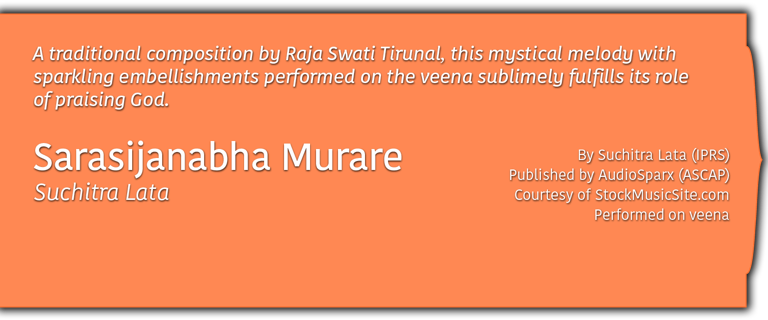 A traditional composition by Raja Swati Tirunal, this mystical melody with
sparkling embellishments performed on the veena sublimely fulfills its role
of praising God.
Sarasijanabha Murare
Suchitra Lata
By Suchitra Lata (IPRS)
Published by AudioSparx (ASCAP)
Courtesy of StockMusicSite.com
Performed on veena